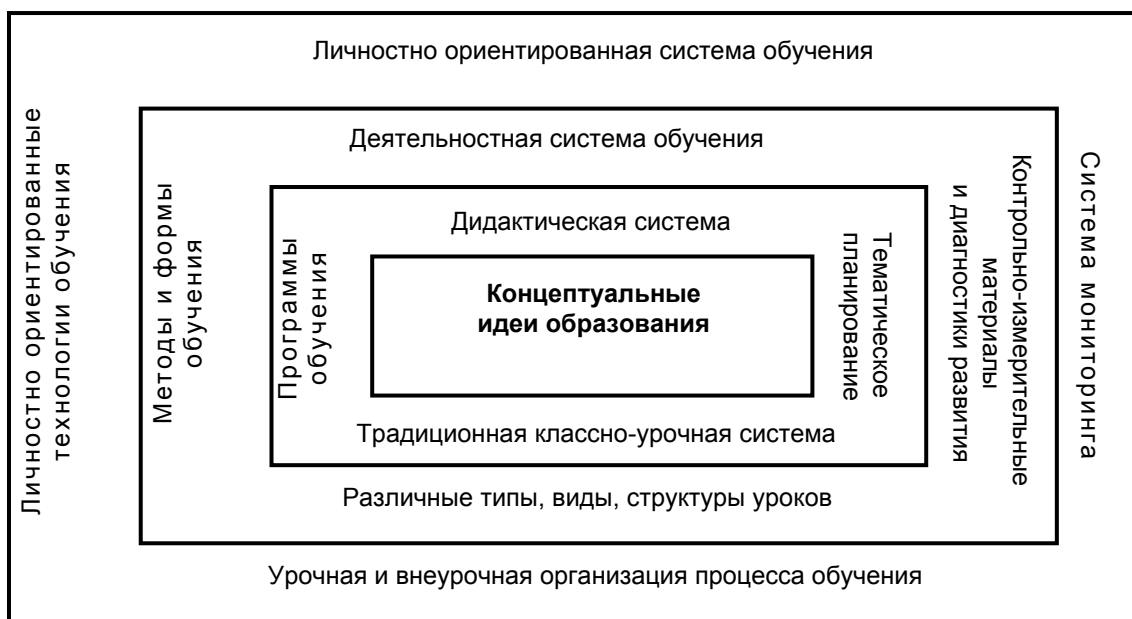 Личностно ориентированная система обучения
Личностно ориентированные
технологии обучения
Деятельностная система обучения
Методы и формы
обучения
Дидактическая система
Программы
обучения
Концептуальные
идеи образования
Тематическое
планирование
Традиционная классно-урочная система
Контрольно-измерительные
материалы
и диагностики развития
Различные типы, виды, структуры уроков
Система мониторинга
Урочная и внеурочная организация процесса обучения